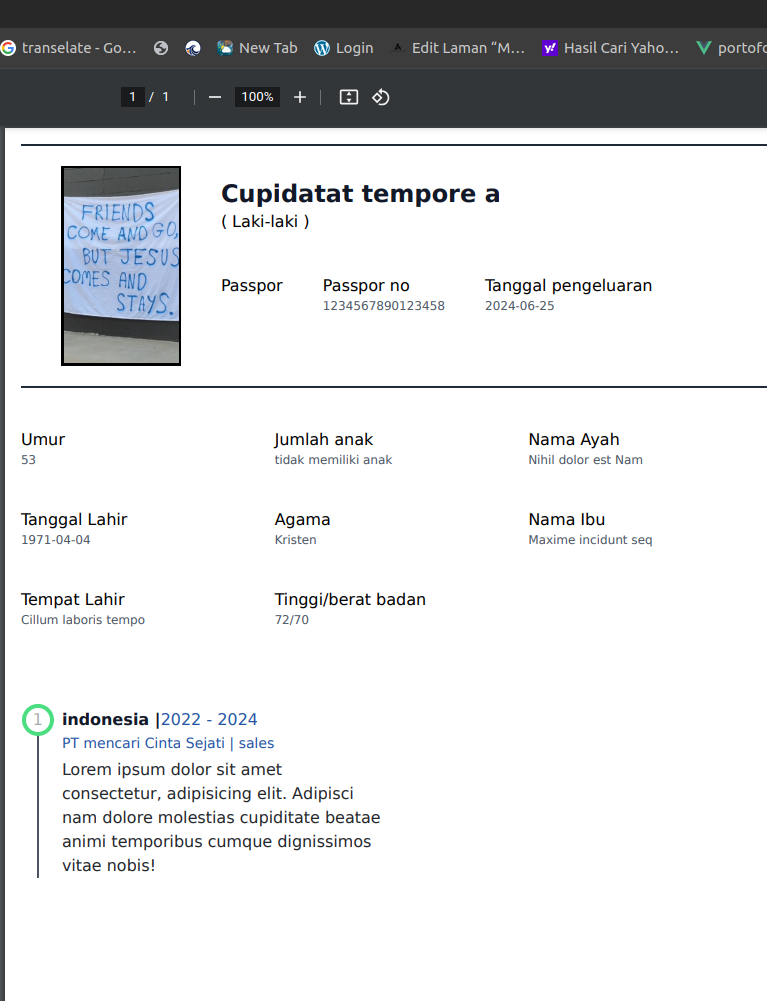 transelate - Go...
New Tab
Login
Edit Laman “M...
Hasil Cari Yaho...
portofo
1 / 1
100%
FRIENDS
COME AND GO,
BUT JESUS
COMES AND
STAYS.
Cupidatat tempore a
( Laki-laki )
Passpor
Passpor no
1234567890123458
Tanggal pengeluaran
2024-06-25
Umur
53
Jumlah anak
tidak memiliki anak
Nama Ayah
Nihil dolor est Nam
Tanggal Lahir
1971-04-04
Agama
Kristen
Nama Ibu
Maxime incidunt seq
Tempat Lahir
Cillum laboris tempo
Tinggi/berat badan
72/70
1
indonesia |2022 - 2024
PT mencari Cinta Sejati | sales
Lorem ipsum dolor sit amet
consectetur, adipisicing elit. Adipisci
nam dolore molestias cupiditate beatae
animi temporibus cumque dignissimos
vitae nobis!